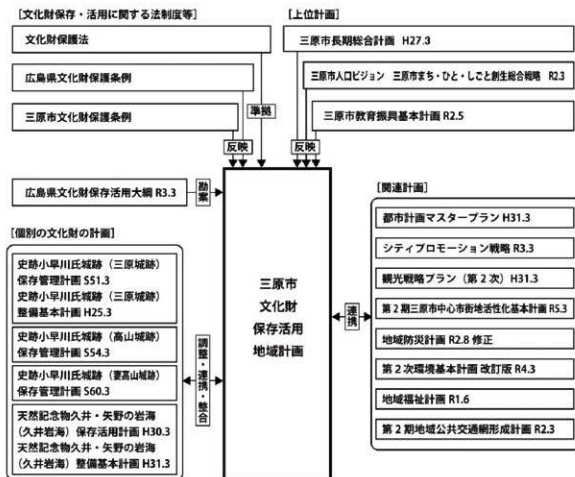 [文化財保存・活用に関する法制度等]
文化財保護法
広島県文化財保護条例
三原市文化財保護条例
準拠
反映
[上位計画]
三原市長期総合計画 H27.3
三原市人口ビジョン 三原市まち・ひと・しごと創生総合戦略 R2.3
三原市教育振興基本計画 R2.5
反映
広島県文化財保存活用大綱 R3.3
勘案
[個別の文化財の計画]
史跡小早川氏城跡（三原城跡）
保存管理計画 S51.3
史跡小早川氏城跡（三原城跡）
整備基本計画 H25.3
史跡小早川氏城跡（高山城跡）
保存管理計画 S54.3
史跡小早川氏城跡（新高山城跡）
保存管理計画 S60.3
天然記念物久井・矢野の岩海
（久井岩海）保存活用計画 H30.3
天然記念物久井・矢野の岩海
（久井岩海）整備基本計画 H31.3
調整・連携・整合
三原市
文化財
保存活用
地域計画
連携
[関連計画]
都市計画マスタープラン H31.3
シティプロモーション戦略 R3.3
観光戦略プラン（第２次）H31.3
第２期三原市中心市街地活性化基本計画 R5.3
地域防災計画 R2.8 修正
第２次環境基本計画 改訂版 R4.3
地域福祉計画 R1.6
第２期地域公共交通網形成計画 R2.3